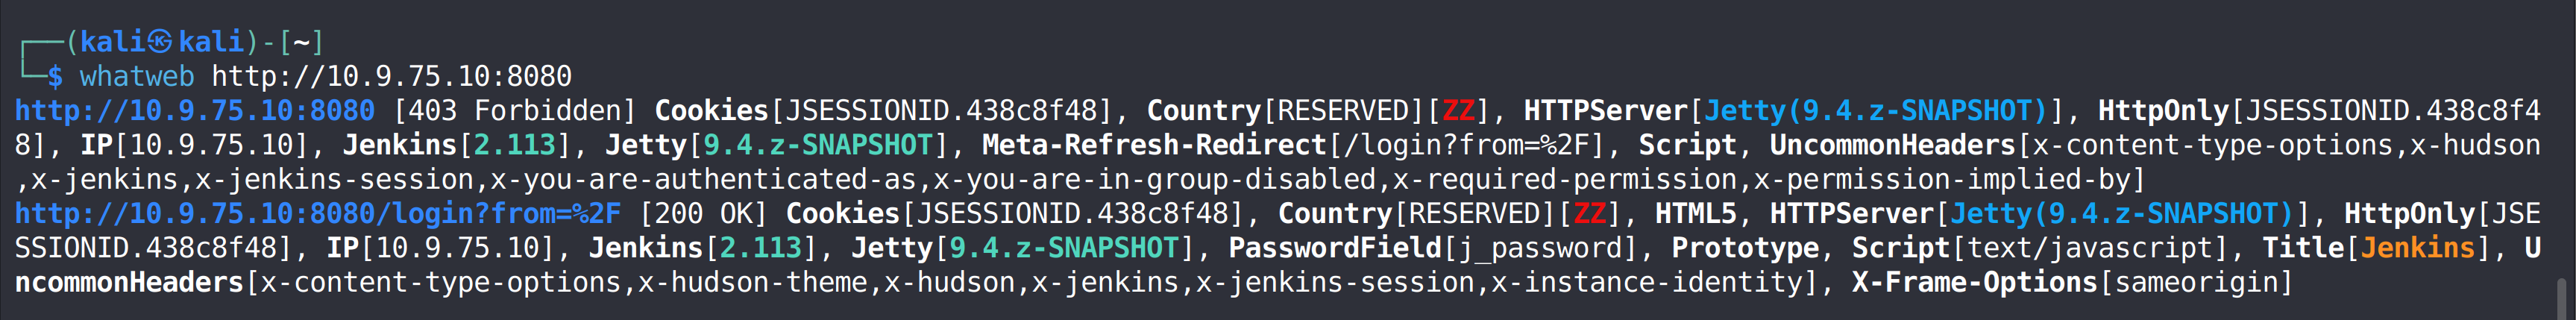 ┌──(kali㉿kali)-[~]
└─$ whatweb http://10.9.75.10:8080
http://10.9.75.10:8080 [403 Forbidden] Cookies[JSESSIONID.438c8f48], Country[RESERVED][ZZ], HTTPServer[Jetty(9.4.z-SNAPSHOT)], HttpOnly[JSESSIONID.438c8f4
8], IP[10.9.75.10], Jenkins[2.113], Jetty[9.4.z-SNAPSHOT], Meta-Refresh-Redirect[/login?from=%2F], Script, UncommonHeaders[x-content-type-options,x-hudson
,x-jenkins,x-jenkins-session,x-you-are-authenticated-as,x-you-are-in-group-disabled,x-required-permission,x-permission-implied-by]
http://10.9.75.10:8080/login?from=%2F [200 OK] Cookies[JSESSIONID.438c8f48], Country[RESERVED][ZZ], HTML5, HTTPServer[Jetty(9.4.z-SNAPSHOT)], HttpOnly[JSE
SSIONID.438c8f48], IP[10.9.75.10], Jenkins[2.113], Jetty[9.4.z-SNAPSHOT], PasswordField[j_password], Prototype, Script[text/javascript], Title[Jenkins], U
ncommonHeaders[x-content-type-options,x-hudson-theme,x-hudson,x-jenkins,x-jenkins-session,x-instance-identity], X-Frame-Options[sameorigin]